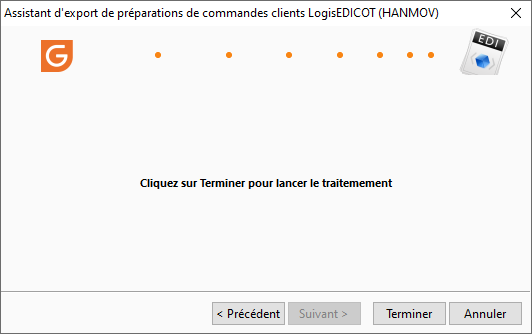 Assistant d'export de préparations de commandes clients LogisEDICOT (HANMOV)
G
EDI
Cliquez sur Terminer pour lancer le traitemement
< Précédent
Suivant >
Terminer
Annuler